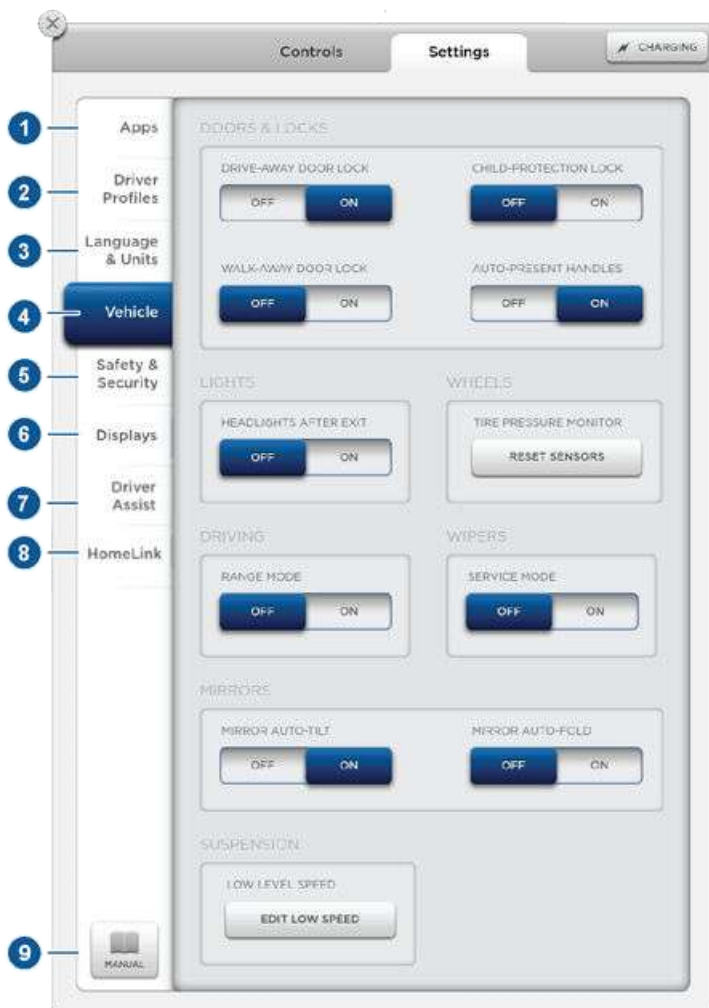 Controls
Settings
CHARGING
1
Apps
2
Driver
Profiles
3
Language
& Units
4
Vehicle
5
Safety &
Security
6
Displays
7
Driver
Assist
8
HomeLink
9
MANUAL
DOORS & LOCKS
DRIVE-AWAY DOOR LOCK
OFF ON
CHILD-PROTECTION LOCK
OFF ON
WALK-AWAY DOOR LOCK
OFF ON
AUTO-PRESENT HANDLES
OFF ON
LIGHTS
HEADLIGHTS AFTER EXIT
OFF ON
WHEELS
TIRE PRESSURE MONITOR
RESET SENSORS
DRIVING
RANGE MODE
OFF ON
WIPERS
SERVICE MODE
OFF ON
MIRRORS
MIRROR AUTO-TILT
OFF ON
MIRROR AUTO-FOLD
OFF ON
SUSPENSION
LOW LEVEL SPEED
EDIT LOW SPEED